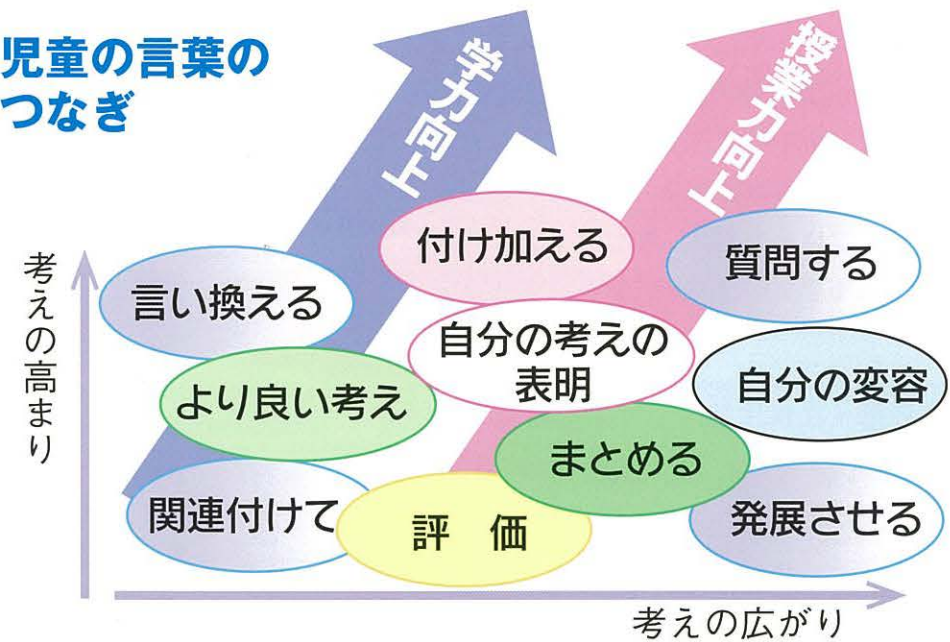 児童の言葉の
つなぎ
学力向上
授業力向上
考えの高まり
付け加える
質問する
言い換える
自分の考えの
表明
より良い考え
自分の変容
まとめる
関連付けて
評 価
発展させる
考えの広がり